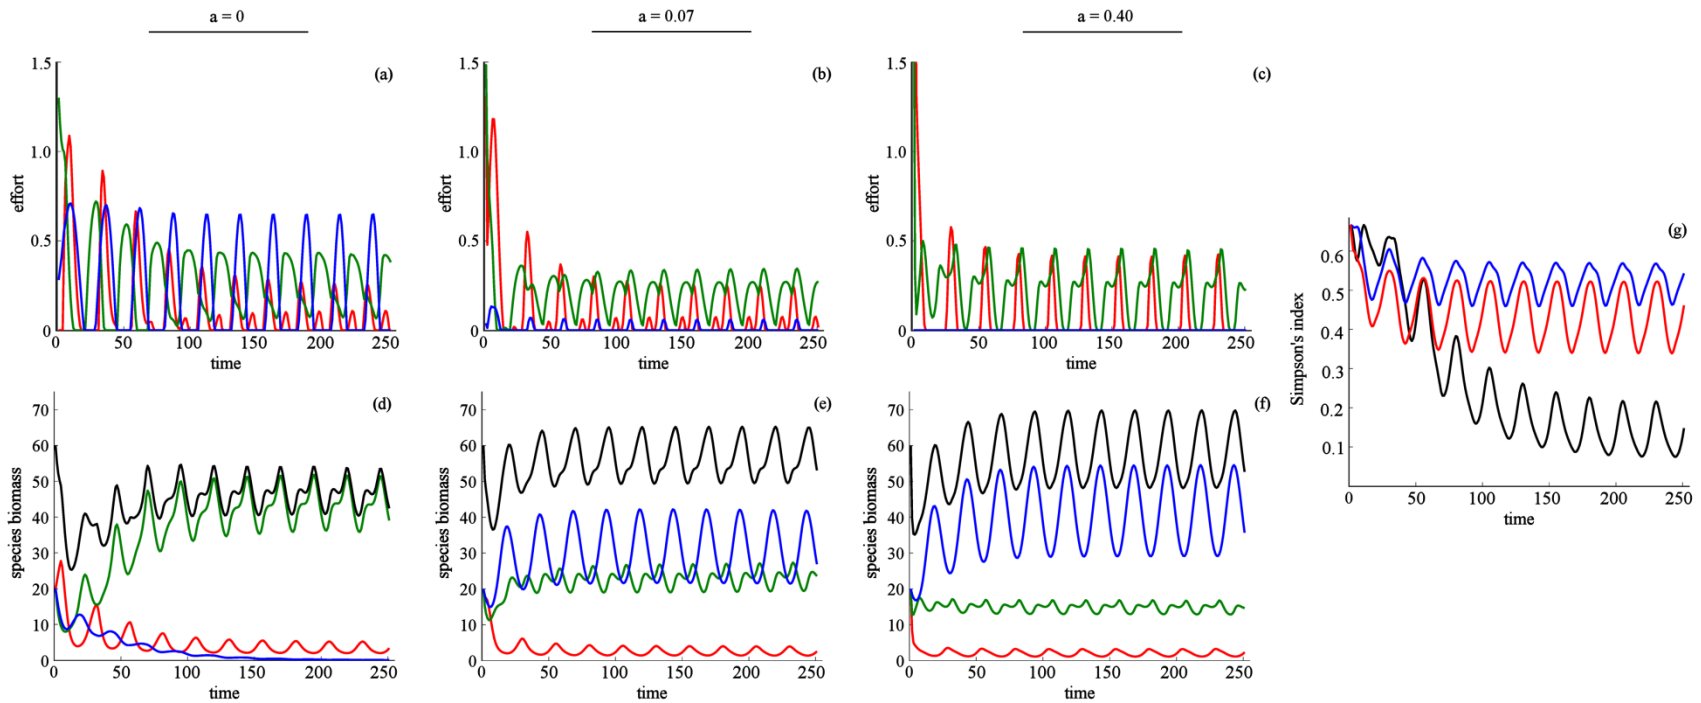 a = 0
a = 0.07
a = 0.40
(a)
1.5
1.0
0.5
0
effort
0 50 100 150 200 250
time
(b)
1.5
1.0
0.5
0
effort
0 50 100 150 200 250
time
(c)
1.5
1.0
0.5
0
effort
0 50 100 150 200 250
time
(d)
70
60
50
40
30
20
10
0
species biomass
0 50 100 150 200 250
time
(e)
70
60
50
40
30
20
10
0
species biomass
0 50 100 150 200 250
time
(f)
70
60
50
40
30
20
10
0
species biomass
0 50 100 150 200 250
time
(g)
0.6
0.5
0.4
0.3
0.2
0.1
Simpson's index
0 50 100 150 200 250
time